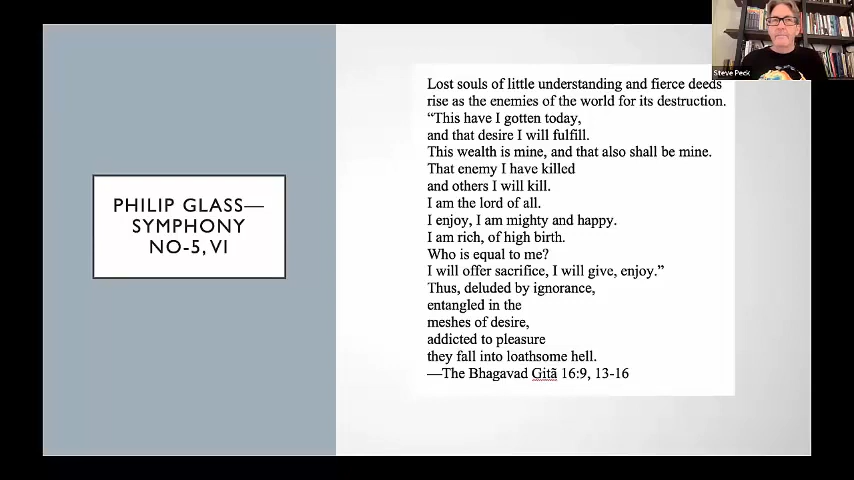 PHILIP GLASS—
SYMPHONY
NO-5, VI
Lost souls of little understanding and fierce deeds
rise as the enemies of the world for its destruction.
“This have I gotten today,
and that desire I will fulfill.
This wealth is mine, and that also shall be mine.
That enemy I have killed
and others I will kill.
I am the lord of all.
I enjoy, I am mighty and happy.
I am rich, of high birth.
Who is equal to me?
I will offer sacrifice, I will give, enjoy.”
Thus, deluded by ignorance,
entangled in the
meshes of desire,
addicted to pleasure
they fall into loathsome hell.
—The Bhagavad Gitã 16:9, 13-16
Steve Peck